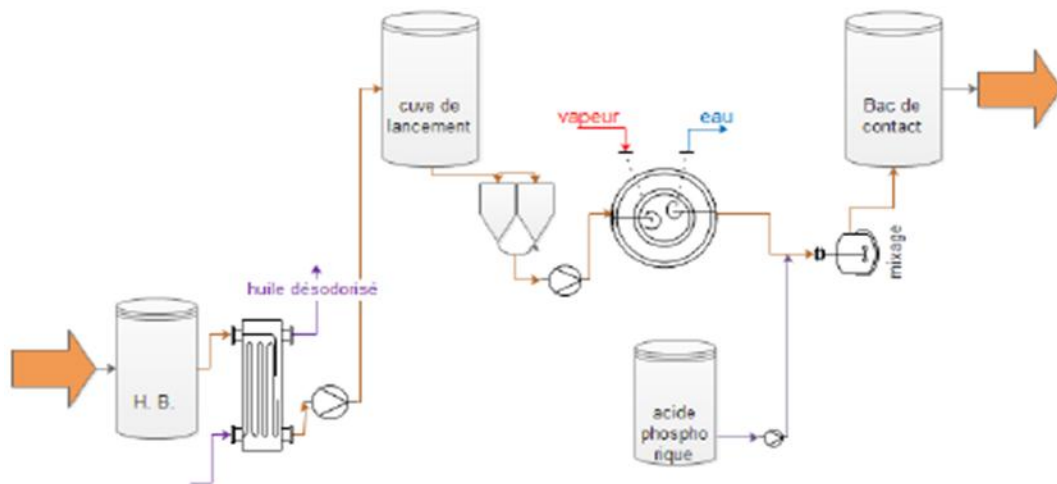 cuve de
lancement
vapeur
eau
Bac de
contact
mixage
huile désodorisé
H. B.
acide
phospho
rique